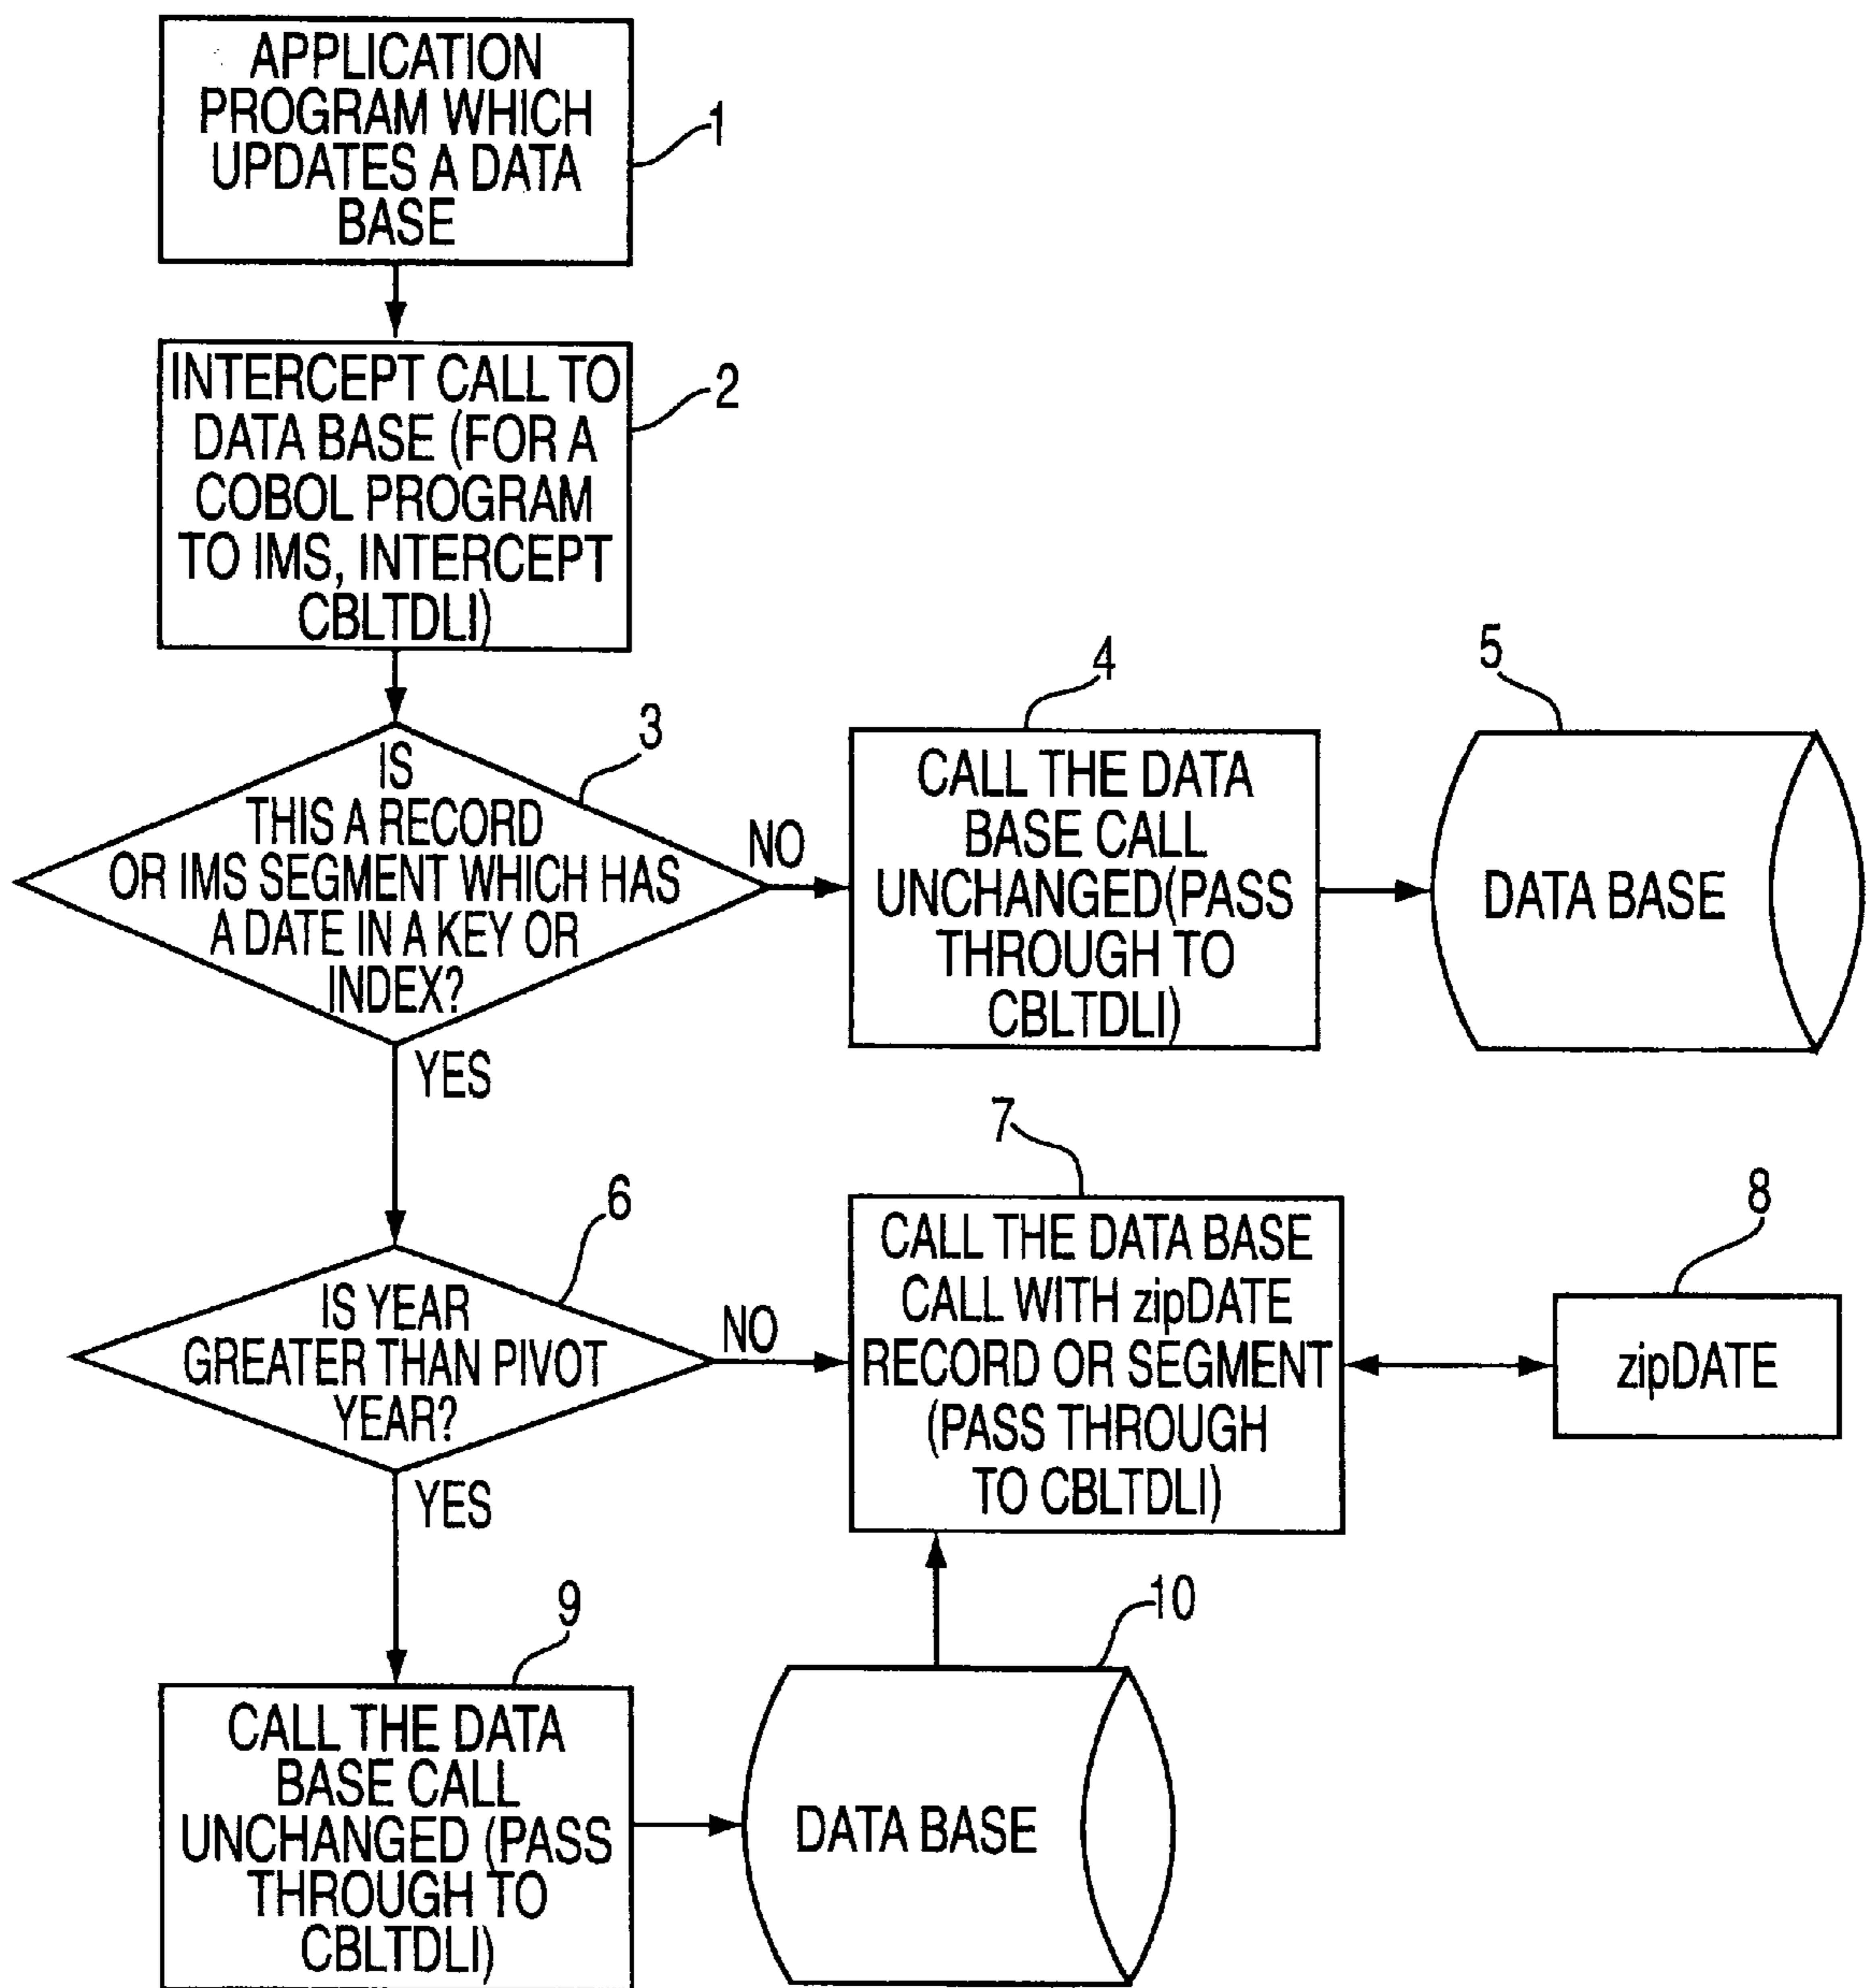 APPLICATION
PROGRAM WHICH
UPDATES A DATA
BASE
1
INTERCEPT CALL TO
DATA BASE (FOR A
COBOL PROGRAM
TO IMS, INTERCEPT
CBLTDLI)
2
IS
THIS A RECORD
OR IMS SEGMENT WHICH HAS
A DATE IN A KEY OR
INDEX?
3
NO
YES
CALL THE DATA
BASE CALL
UNCHANGED(PASS
THROUGH TO
CBLTDLI)
4
DATA BASE
5
IS YEAR
GREATER THAN PIVOT
YEAR?
6
NO
YES
CALL THE DATA BASE
CALL WITH zipDATE
RECORD OR SEGMENT
(PASS THROUGH
TO CBLTDLI)
7
zipDATE
8
CALL THE DATA
BASE CALL
UNCHANGED (PASS
THROUGH TO
CBLTDLI)
9
DATA BASE
10